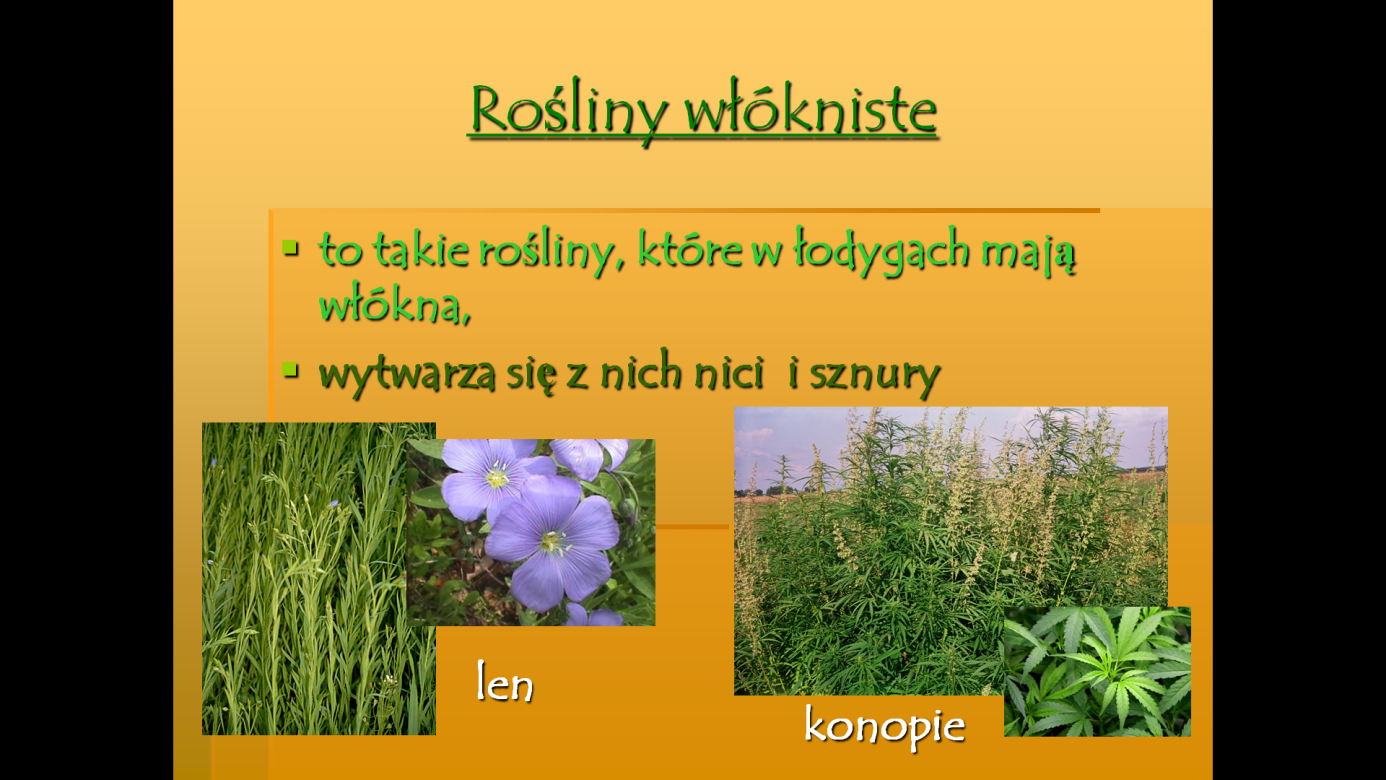 Rośliny włókniste
to takie rośliny, które w łodygach mają
włókna,
wytwarza się z nich nici i sznury
len
konopie